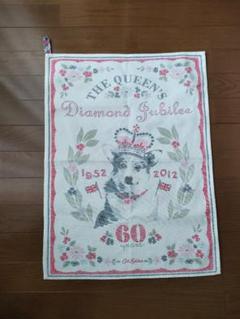 THE QUEEN'S
Diamond Jubilee
1952 2012
60
years